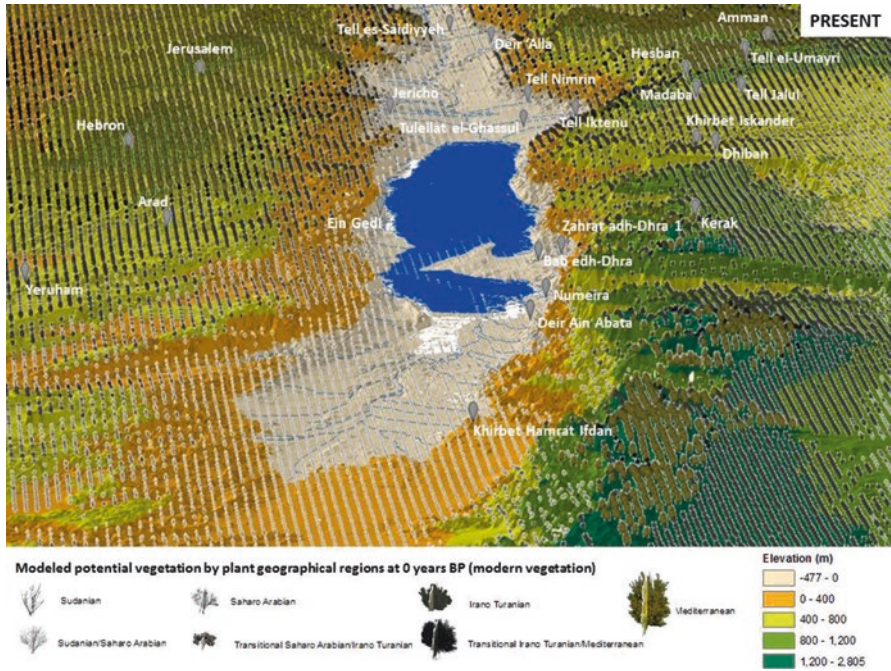 PRESENT
Amman
Tell es-Saidiyyeh
Deir 'Alla
Jerusalem
Hesban
Tell el-Umayri
Tell Nimrin
Jericho
Madaba
Tell Jalul
Tuleilat el-Ghassul
Tell Iktenu
Khirbet Iskander
Hebron
Dhiban
Arad
Ein Gedi
Zahrat adh-Dhra 1
Kerak
Bab edh-Dhra
Yeruham
Numeira
Deir Ain Abata
Khirbet Hamrat Ifdan
Modeled potential vegetation by plant geographical regions at 0 years BP (modern vegetation)
Sudanian
Saharo Arabian
Irano Turanian
Mediterranean
Sudanian/Saharo Arabian
Transitional Saharo Arabian/Irano Turanian
Transitional Irano Turanian/Mediterranean
Elevation (m)
-477 - 0
0 - 400
400 - 800
800 - 1,200
1,200 - 2,805